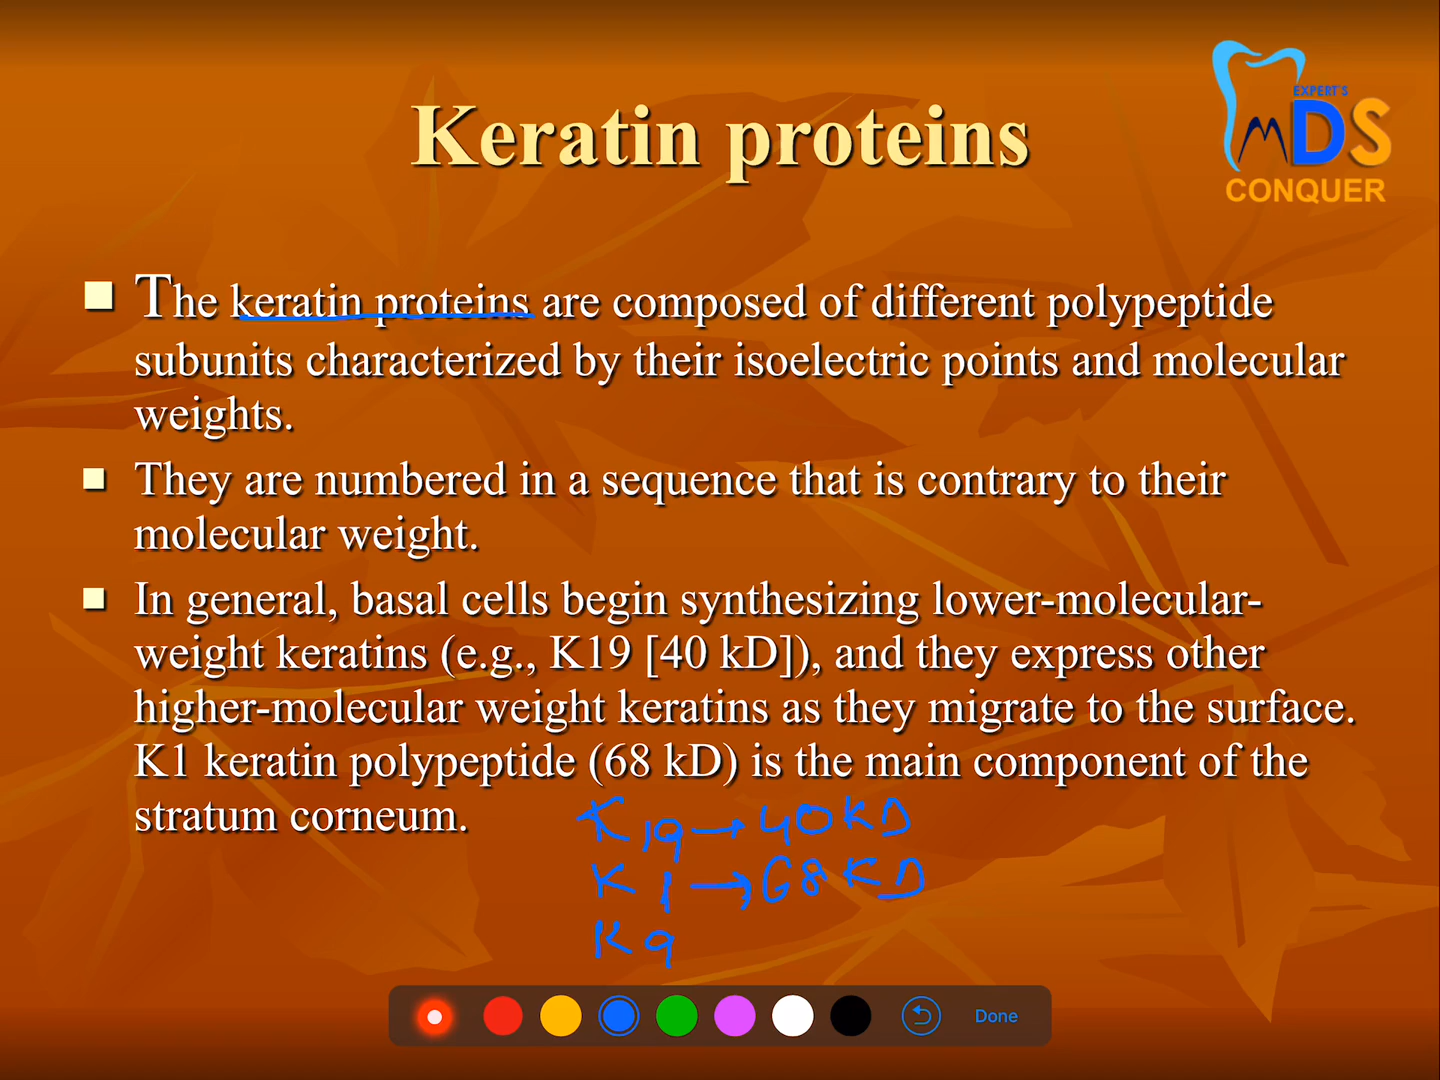 Keratin proteins
EXPERT'S
MDS
CONQUER
The keratin proteins are composed of different polypeptide
subunits characterized by their isoelectric points and molecular
weights.
They are numbered in a sequence that is contrary to their
molecular weight.
In general, basal cells begin synthesizing lower-molecular-
weight keratins (e.g., K19 [40 kD]), and they express other
higher-molecular weight keratins as they migrate to the surface.
K1 keratin polypeptide (68 kD) is the main component of the
stratum corneum.
K19 → 40KD
K1 → 68KD
K9
Done